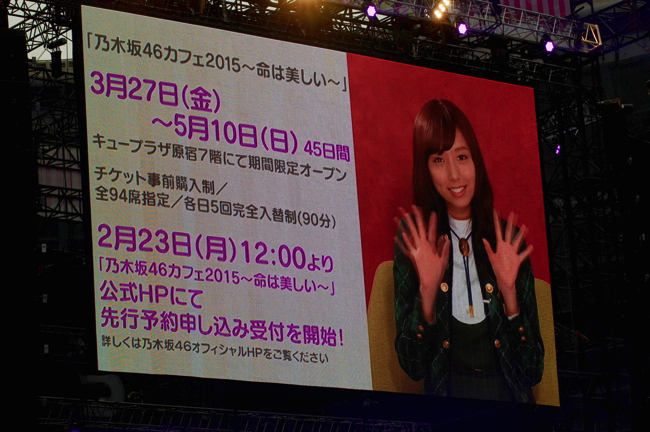 「乃木坂46カフェ2015～命は美しい～」
3月27日(金)
～5月10日(日) 45日間
キュープラザ原宿7階にて期間限定オープン
チケット事前購入制／
全94席指定／各日5回完全入替制(90分)
2月23日(月)12:00より
「乃木坂46カフェ2015～命は美しい～」
公式HPにて
先行予約申し込み受付を開始!
詳しくは乃木坂46オフィシャルHPをご覧ください